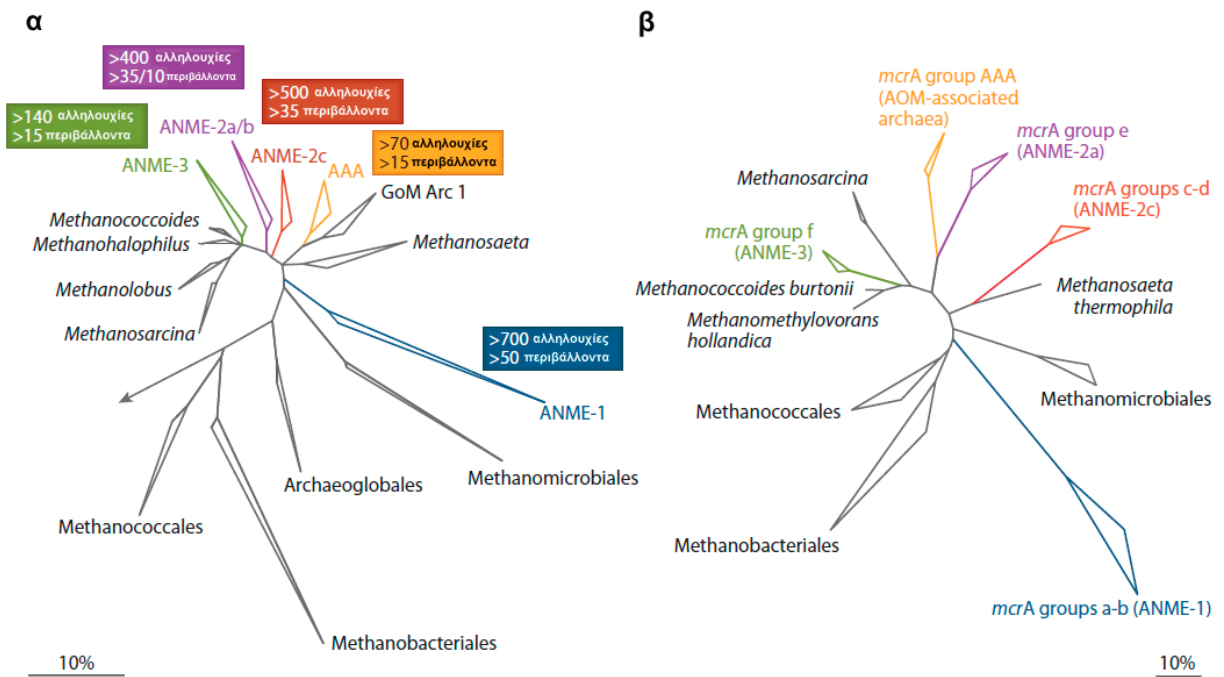 α
>400 αλληλουχίες
>35/10 περιβάλλοντα
>500 αλληλουχίες
>35 περιβάλλοντα
>140 αλληλουχίες
>15 περιβάλλοντα
ANME-2a/b
>70 αλληλουχίες
>15 περιβάλλοντα
ANME-3
ANME-2c
AAA
GoM Arc 1
Methanococcoides
Methanohalophilus
Methanosaeta
Methanolobus
Methanosarcina
>700 αλληλουχίες
>50 περιβάλλοντα
ANME-1
Archaeoglobales
Methanomicrobiales
Methanococcales
Methanobacteriales
10%
β
mcrA group AAA
(AOM-associated
archaea)
mcrA group e
(ANME-2a)
Methanosarcina
mcrA groups c-d
(ANME-2c)
mcrA group f
(ANME-3)
Methanococcoides burtonii
Methanosaeta
thermophila
Methanomethylovorans
hollandica
Methanococcales
Methanomicrobiales
Methanobacteriales
mcrA groups a-b (ANME-1)
10%